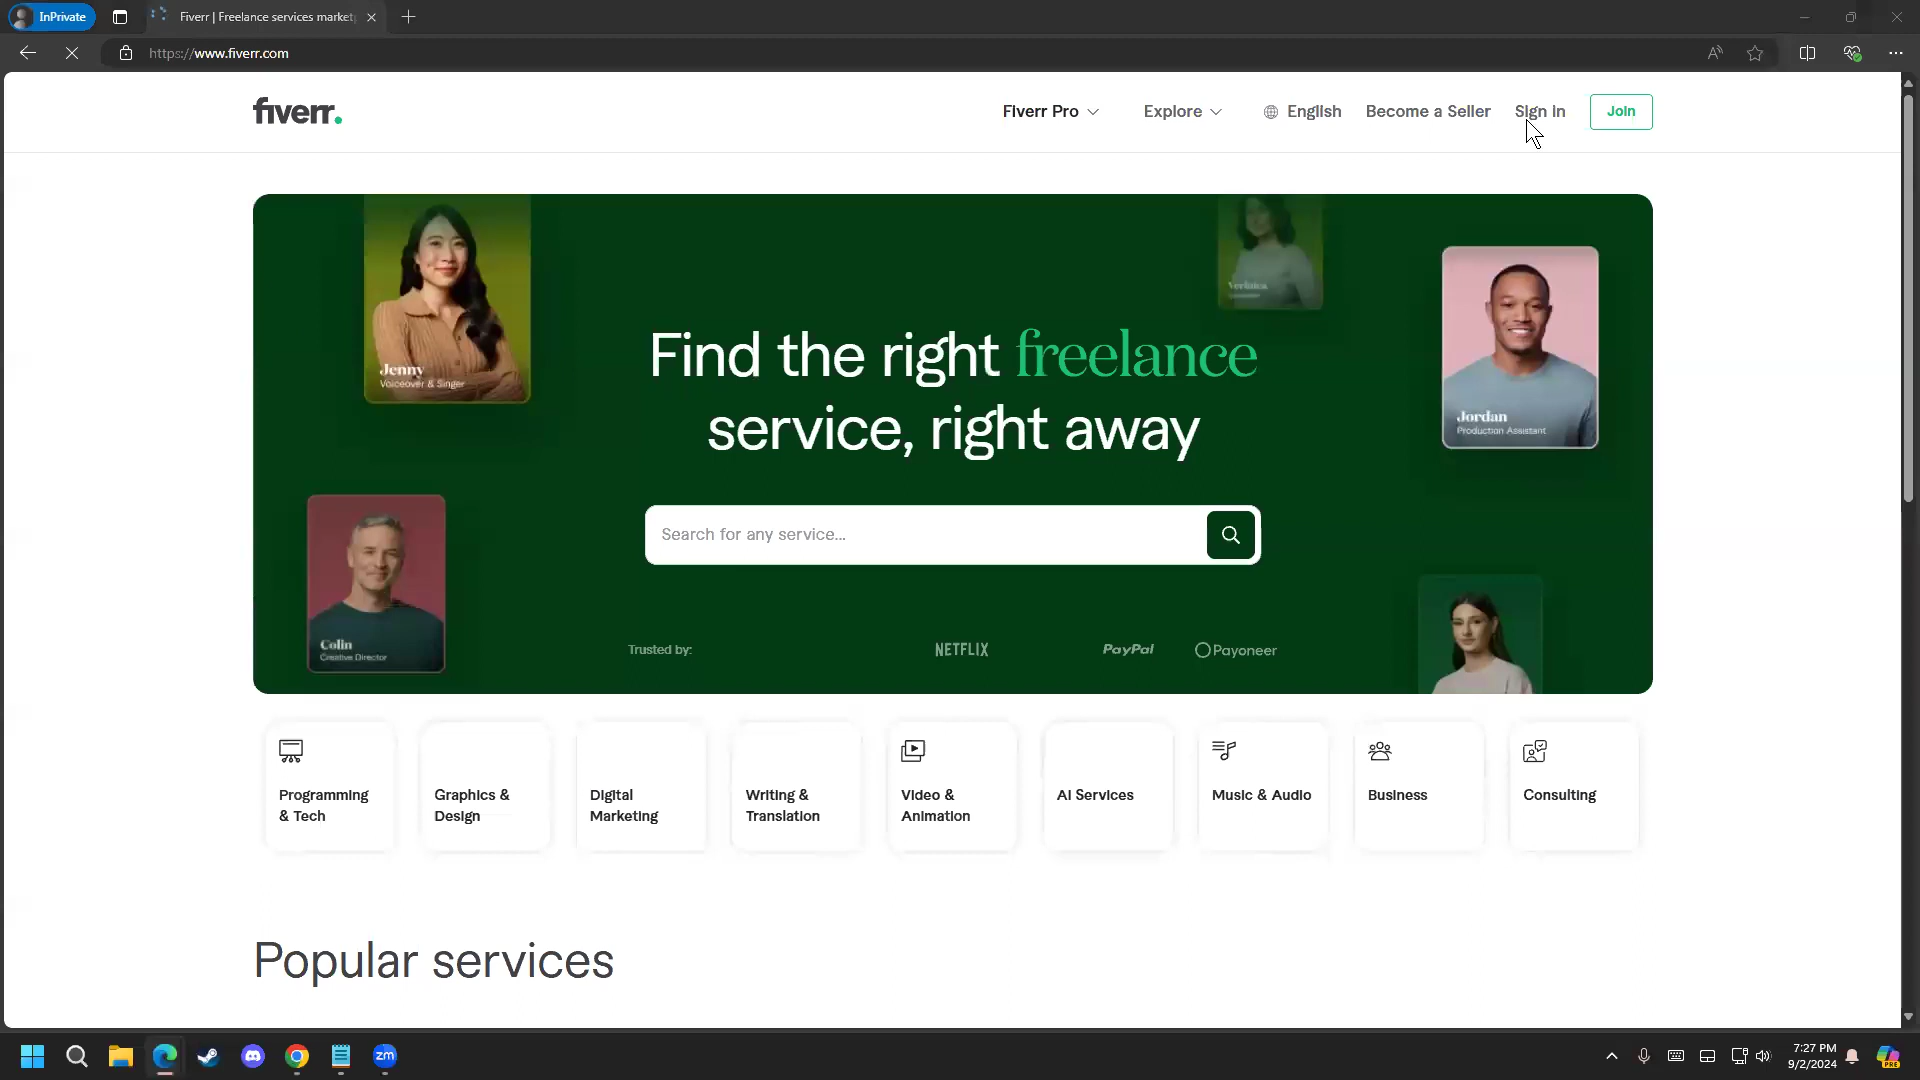 InPrivate
Fiverr | Freelance services market
https://www.fiverr.com
fiverr.
Fiverr Pro
Explore
English
Become a Seller
Sign in
Join
Jenny
Voiceover & Singer
Jordan
Production Assistant
Find the right freelance
service, right away
Search for any service...
Colin
Creative Director
Trusted by:
NETFLIX
PayPal
Payoneer
Programming
& Tech
Graphics &
Design
Digital
Marketing
Writing &
Translation
Video &
Animation
AI Services
Music & Audio
Business
Consulting
Popular services
zm
7:27 PM
9/2/2024
PRE